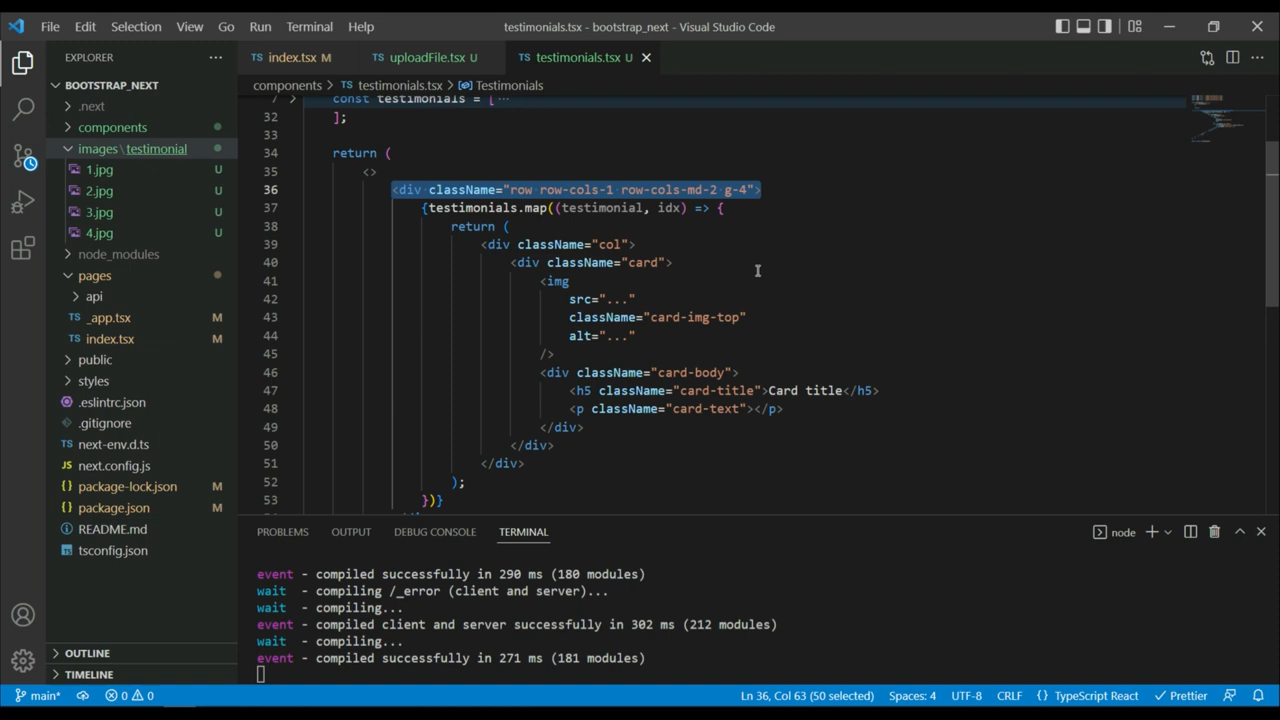 File Edit Selection View Go Run Terminal Help
testimonials.tsx - bootstrap_next - Visual Studio Code
EXPLORER
BOOTSTRAP_NEXT
.next
components
images\testimonial
1.jpg U
2.jpg U
3.jpg U
4.jpg U
node_modules
pages
api
_app.tsx M
index.tsx M
public
styles
.eslintrc.json
.gitignore
next-env.d.ts
JS next.config.js
{} package-lock.json M
{} package.json M
README.md
tsconfig.json
OUTLINE
TIMELINE
TS index.tsx M
TS uploadFile.tsx U
TS testimonials.tsx U
components > TS testimonials.tsx > Testimonials
7 const testimonials = [ ...
32 ];
33
34 return (
35 <>
36 <div className="row row-cols-1 row-cols-md-2 g-4">
37 {testimonials.map((testimonial, idx) => {
38 return (
39 <div className="col">
40 <div className="card">
41 <img
42 src="..."
43 className="card-img-top"
44 alt="..."
45 />
46 <div className="card-body">
47 <h5 className="card-title">Card title</h5>
48 <p className="card-text"></p>
49 </div>
50 </div>
51 </div>
52 );
53 })}
PROBLEMS OUTPUT DEBUG CONSOLE TERMINAL
node
event - compiled successfully in 290 ms (180 modules)
wait - compiling /_error (client and server)...
wait - compiling...
event - compiled client and server successfully in 302 ms (212 modules)
wait - compiling...
event - compiled successfully in 271 ms (181 modules)
main* 0 0
Ln 36, Col 63 (50 selected) Spaces: 4 UTF-8 CRLF {} TypeScript React Prettier